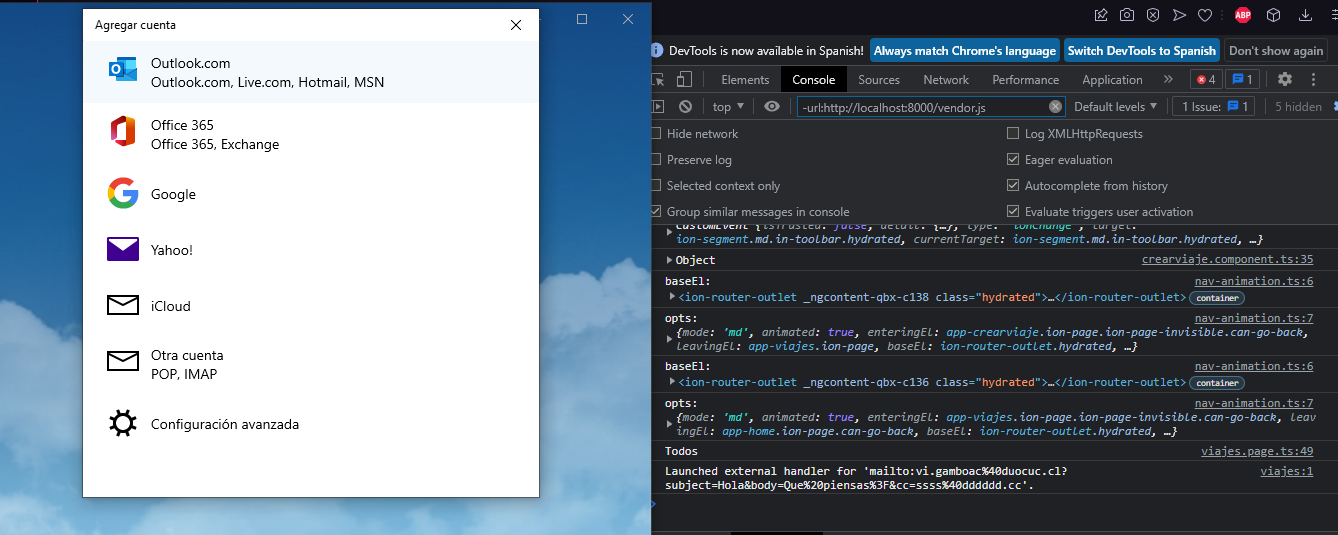 Agregar cuenta
Outlook.com
Outlook.com, Live.com, Hotmail, MSN
Office 365
Office 365, Exchange
Google
Yahoo!
iCloud
Otra cuenta
POP, IMAP
Configuración avanzada
ABP
DevTools is now available in Spanish! Always match Chrome's language Switch DevTools to Spanish Don't show again
Elements Console Sources Network Performance Application » 4 1
top -url:http://localhost:8000/vendor.js Default levels 1 Issue: 1 5 hidden
Hide network Log XMLHttpRequests
Preserve log Eager evaluation
Selected context only Autocomplete from history
Group similar messages in console Evaluate triggers user activation
CustomEvent {isTrusted: false, detail: {…}, type: 'ionChange', target:
ion-segment.md.in-toolbar.hydrated, currentTarget: ion-segment.md.in-toolbar.hydrated, …}
Object crearviaje.component.ts:35
baseEl: nav-animation.ts:6
<ion-router-outlet _ngcontent-qbx-c138 class="hydrated">…</ion-router-outlet> container
opts: nav-animation.ts:7
{mode: 'md', animated: true, enteringEl: app-crearviaje.ion-page.ion-page-invisible.can-go-back,
leavingEl: app-viajes.ion-page, baseEl: ion-router-outlet.hydrated, …}
baseEl: nav-animation.ts:6
<ion-router-outlet _ngcontent-qbx-c136 class="hydrated">…</ion-router-outlet> container
opts: nav-animation.ts:7
{mode: 'md', animated: true, enteringEl: app-viajes.ion-page.ion-page-invisible.can-go-back, leav
ingEl: app-home.ion-page.can-go-back, baseEl: ion-router-outlet.hydrated, …}
Todos viajes.page.ts:49
Launched external handler for 'mailto:vi.gamboac%40duocuc.cl? viajes:1
subject=Hola&body=Que%20piensas%3F&cc=ssss%40dddddd.cc'.